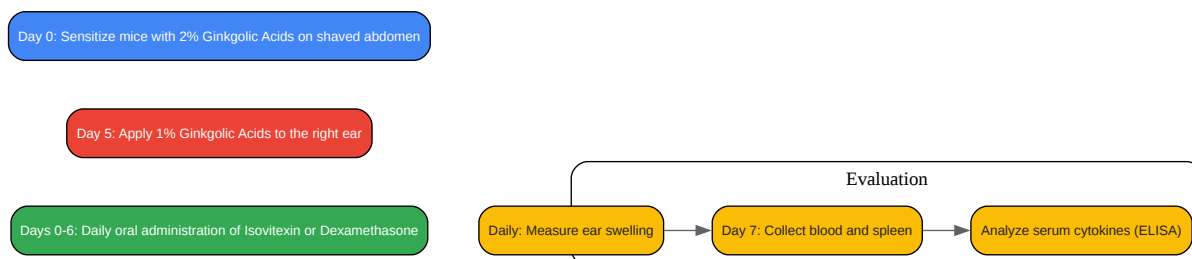 Day 0: Sensitize mice with 2% Ginkgolic Acids on shaved abdomen
Day 5: Apply 1% Ginkgolic Acids to the right ear
Days 0-6: Daily oral administration of Isovitexin or Dexamethasone
Evaluation
Daily: Measure ear swelling
Day 7: Collect blood and spleen
Analyze serum cytokines (ELISA)